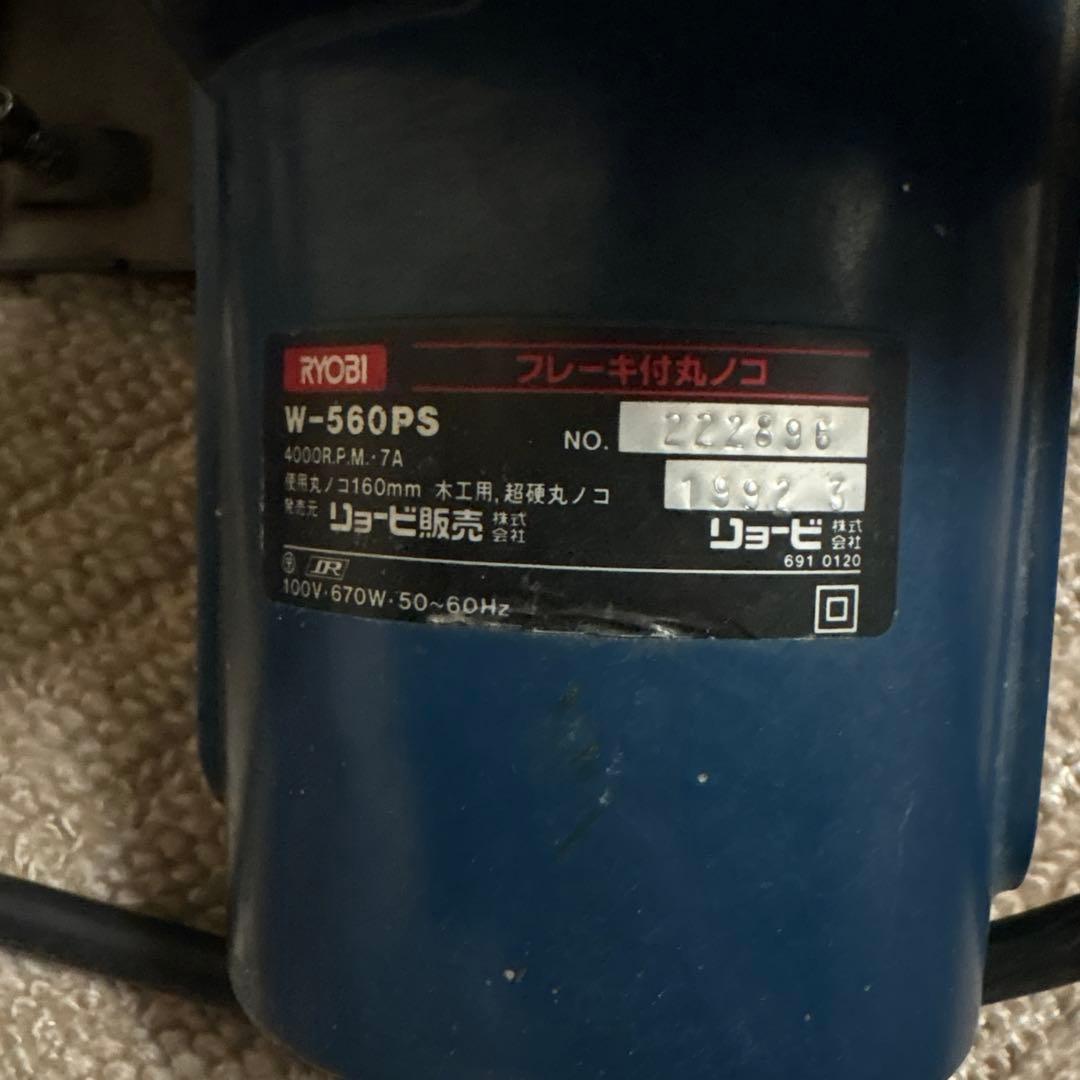 RYOBI ブレーキ付丸ノコ
W-560PS NO. 222896
4000R.P.M.・7A
使用丸ノコ160mm 木工用,超硬丸ノコ 1992 3
発売元 リョービ販売 株式会社 リョービ 株式会社
691 0120
JR
100V・670W・50~60Hz